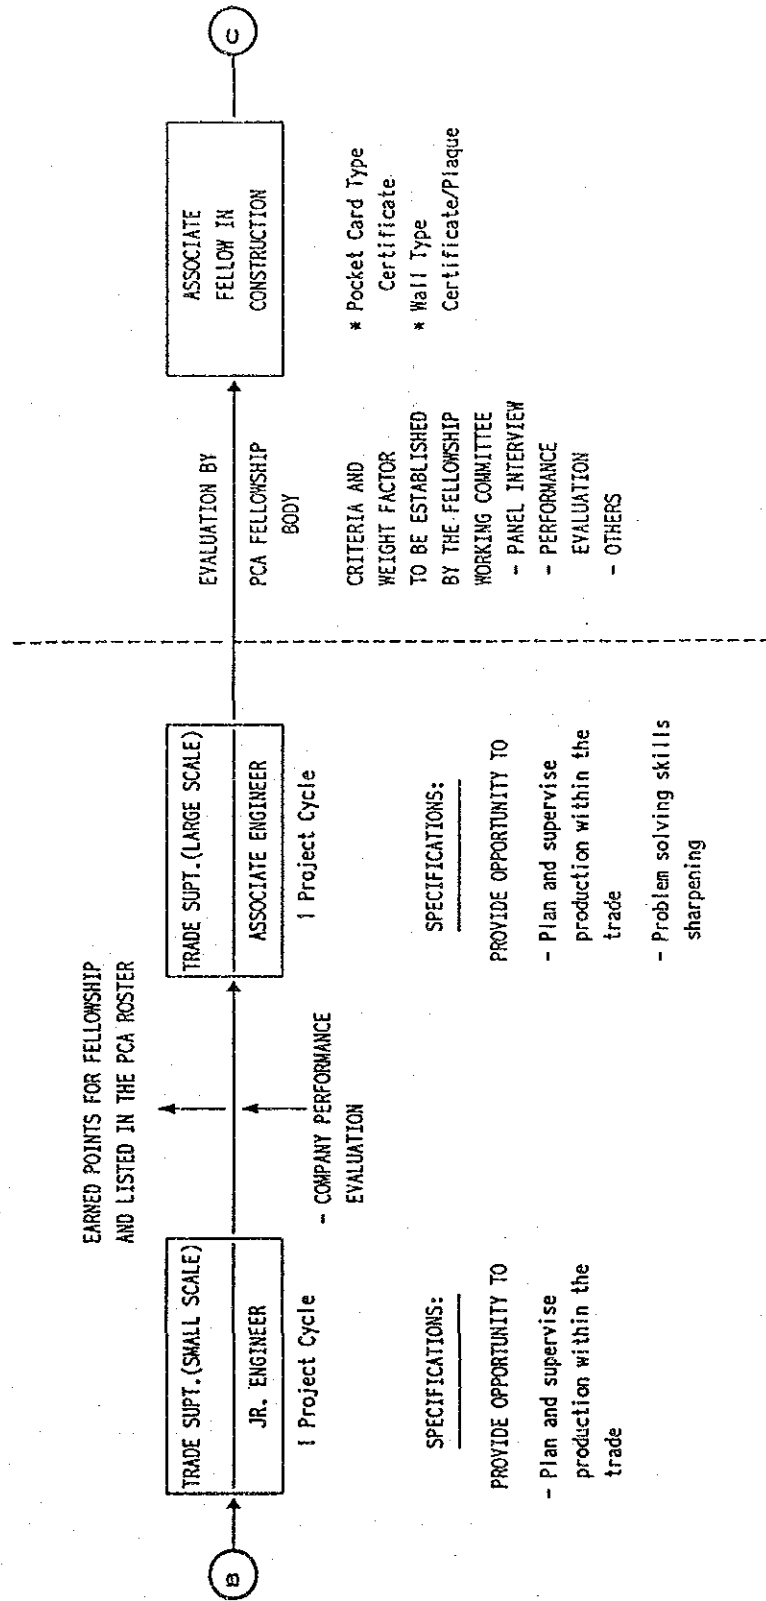 B
TRADE SUPT.(SMALL SCALE)
JR. ENGINEER
1 Project Cycle
SPECIFICATIONS:
PROVIDE OPPORTUNITY TO
- Plan and supervise
production within the
trade
EARNED POINTS FOR FELLOWSHIP
AND LISTED IN THE PCA ROSTER
- COMPANY PERFORMANCE
EVALUATION
TRADE SUPT.(LARGE SCALE)
ASSOCIATE ENGINEER
1 Project Cycle
SPECIFICATIONS:
PROVIDE OPPORTUNITY TO
- Plan and supervise
production within the
trade
- Problem solving skills
sharpening
EVALUATION BY
PCA FELLOWSHIP
BODY
CRITERIA AND
WEIGHT FACTOR
TO BE ESTABLISHED
BY THE FELLOWSHIP
WORKING COMMITTEE
- PANEL INTERVIEW
- PERFORMANCE
EVALUATION
- OTHERS
ASSOCIATE
FELLOW IN
CONSTRUCTION
* Pocket Card Type
Certificate
* Wall Type
Certificate/Plaque
C